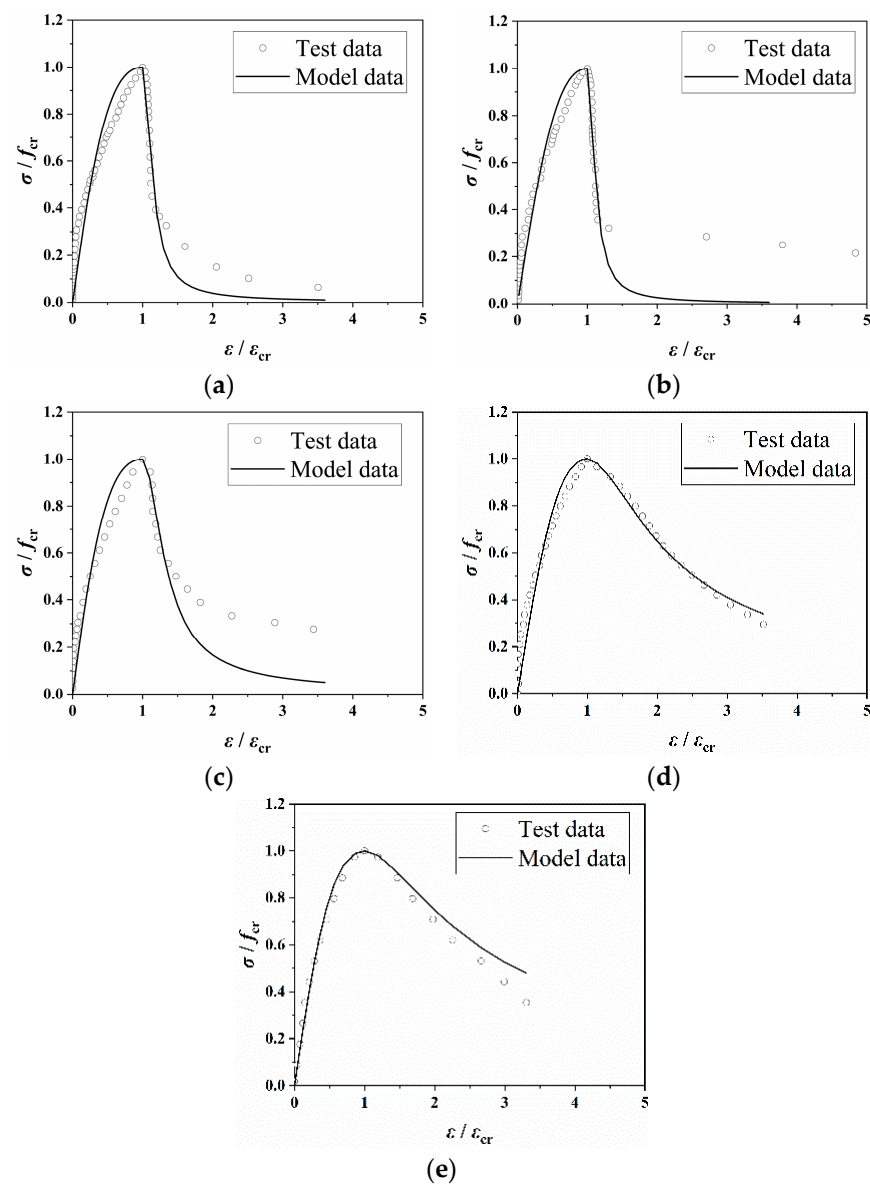 1.2
1.0
0.8
0.6
0.4
0.2
0.0
σ / fcr
Test data
Model data
0 1 2 3 4 5
ε / εcr
(a)
1.2
1.0
0.8
0.6
0.4
0.2
0.0
σ / fcr
Test data
Model data
0 1 2 3 4 5
ε / εcr
(b)
1.2
1.0
0.8
0.6
0.4
0.2
0.0
σ / fcr
Test data
Model data
0 1 2 3 4 5
ε / εcr
(c)
1.2
1.0
0.8
0.6
0.4
0.2
0.0
σ / fcr
Test data
Model data
0 1 2 3 4 5
ε / εcr
(d)
1.2
1.0
0.8
0.6
0.4
0.2
0.0
σ / fcr
Test data
Model data
0 1 2 3 4 5
ε / εcr
(e)